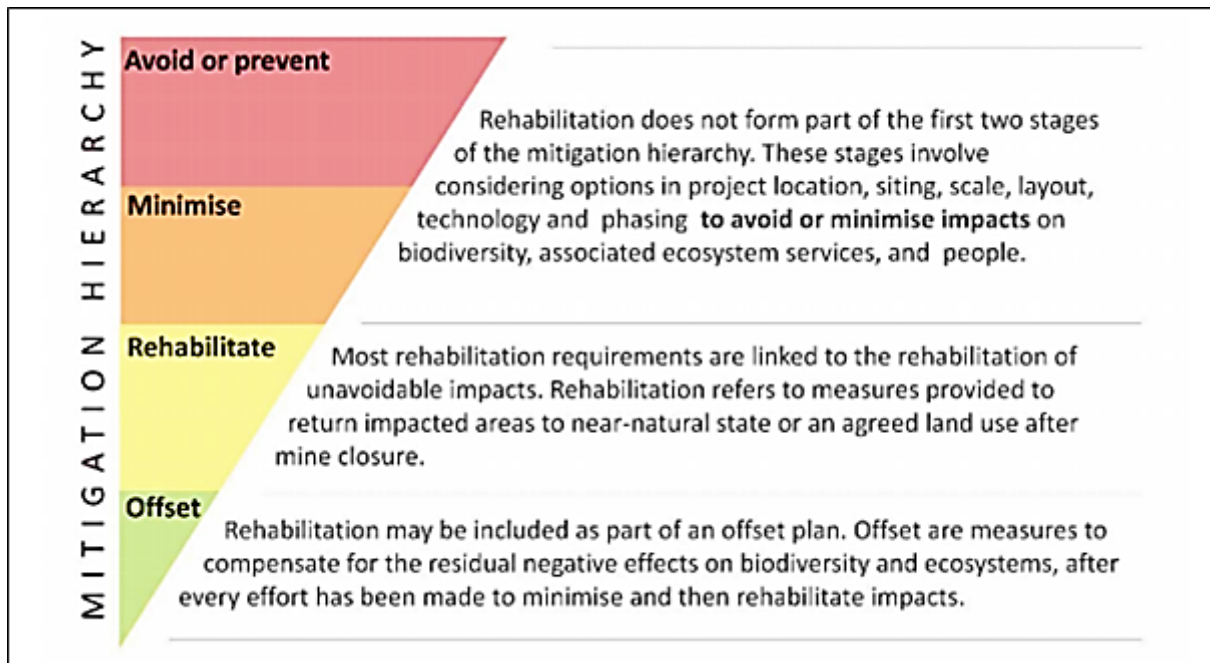 MITIGATION HIERARCHY
Avoid or prevent
Rehabilitation does not form part of the first two stages
of the mitigation hierarchy. These stages involve
considering options in project location, siting, scale, layout,
technology and phasing to avoid or minimise impacts on
biodiversity, associated ecosystem services, and people.
Minimise
Rehabilitate
Most rehabilitation requirements are linked to the rehabilitation of
unavoidable impacts. Rehabilitation refers to measures provided to
return impacted areas to near-natural state or an agreed land use after
mine closure.
Offset
Rehabilitation may be included as part of an offset plan. Offset are measures to
compensate for the residual negative effects on biodiversity and ecosystems, after
every effort has been made to minimise and then rehabilitate impacts.